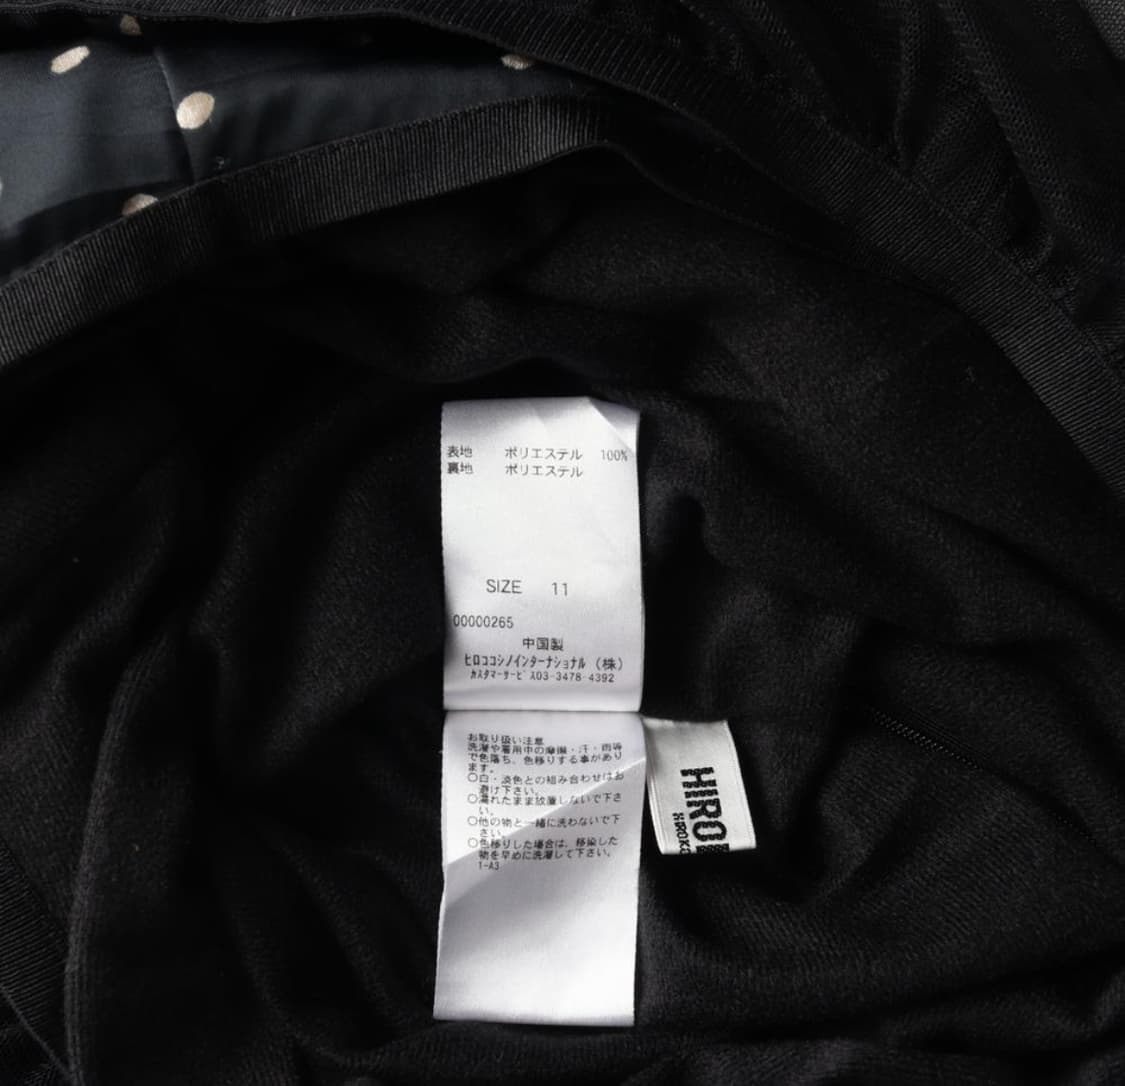 表地 ポリエステル 100%
裏地 ポリエステル
SIZE 11
00000265
中国製
ヒロココシノインターナショナル (株)
カスタマーサービス03-3478-4392
お取り扱い注意
洗濯や着用中の摩擦・汗・雨等
で色落ち、色移りする事があり
ます。
○白・淡色との組み合わせはお
避け下さい。
○濡れたまま放置しないで下さ
い。
○他の物と一緒に洗わないで下
さい。
○色移りした場合は、移染した
物を早めに洗濯して下さい。
1-A3
HIRO
HIROKO